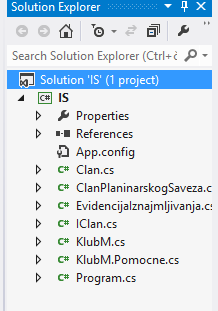 Solution Explorer
Search Solution Explorer (Ctrl+č
Solution 'IS' (1 project)
C# IS
Properties
References
App.config
C# Clan.cs
C# ClanPlaninarskogSaveza.c
C# EvidencijaIznajmljivanja.cs
C# IClan.cs
C# KlubM.cs
C# KlubM.Pomocne.cs
C# Program.cs